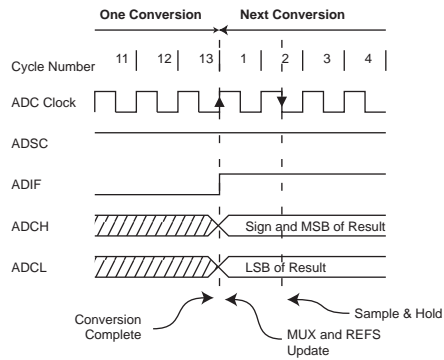 One Conversion Next Conversion
Cycle Number 11 12 13 1 2 3 4
ADC Clock
ADSC
ADIF
ADCH Sign and MSB of Result
ADCL LSB of Result
Conversion
Complete
MUX and REFS
Update
Sample & Hold